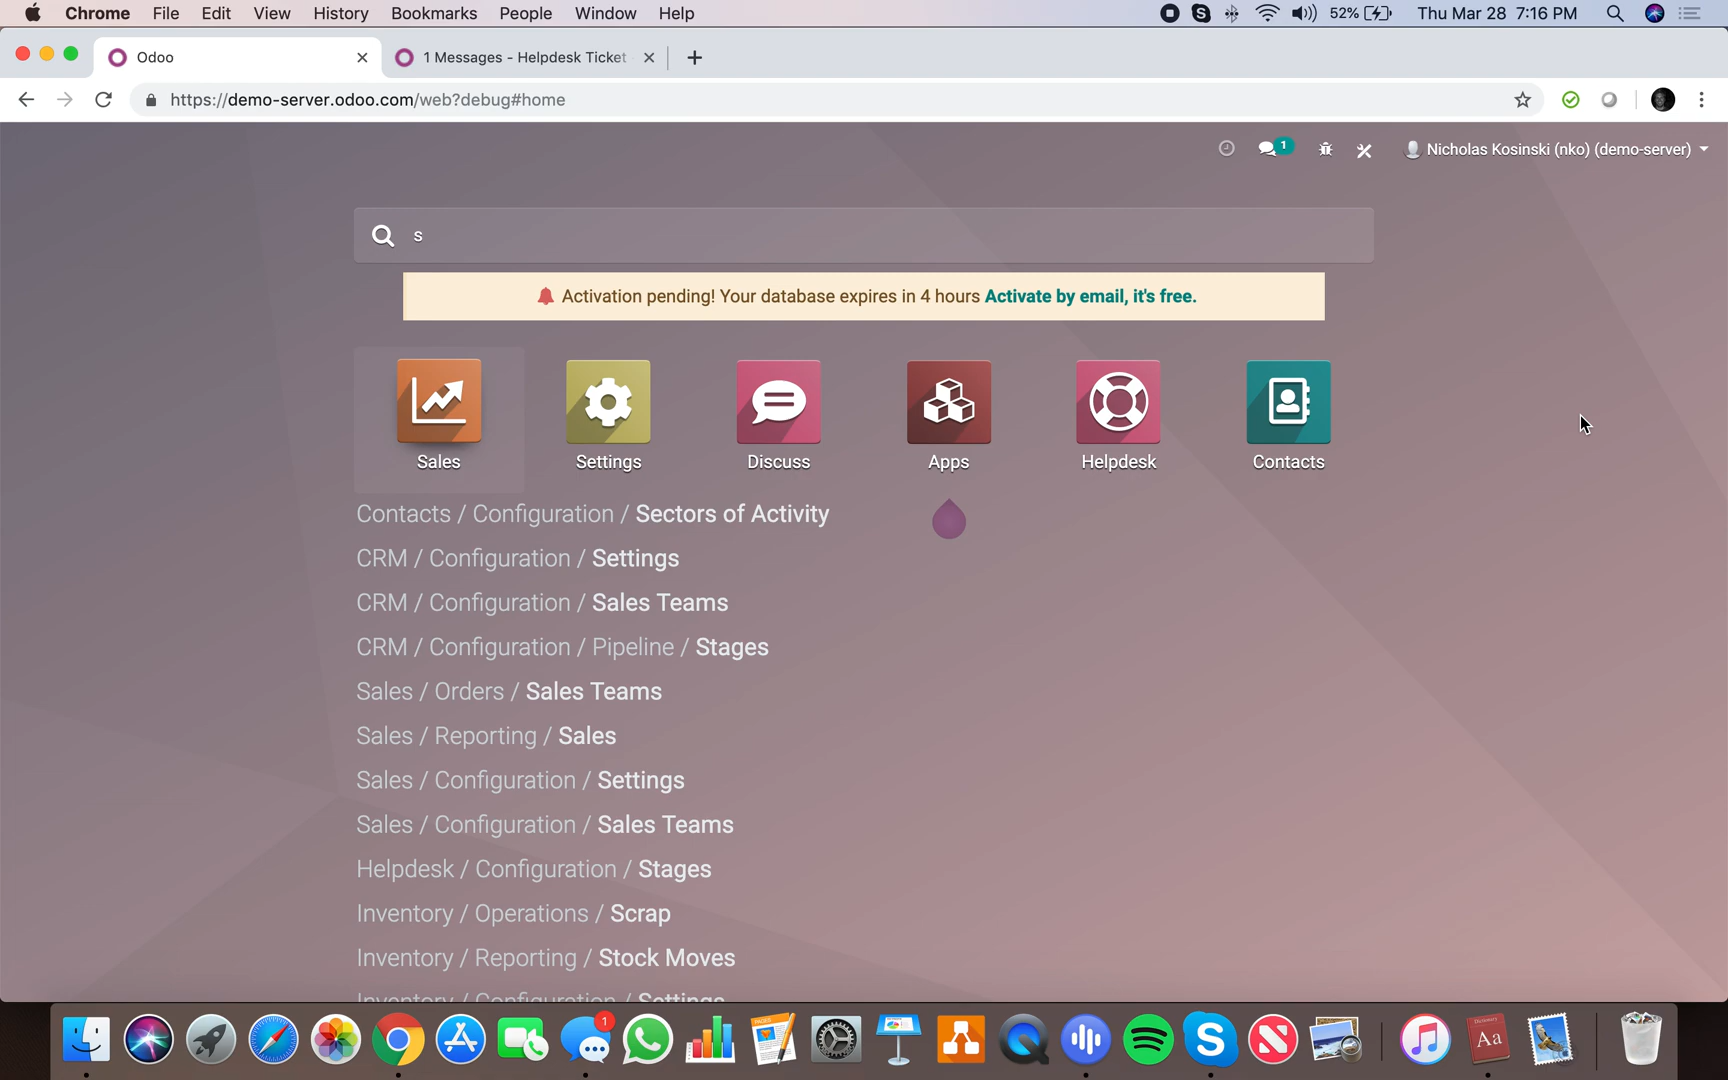 Chrome File Edit View History Bookmarks People Window Help 52% Thu Mar 28 7:16 PM
Odoo 1 Messages - Helpdesk Ticket
https://demo-server.odoo.com/web?debug#home
1 Nicholas Kosinski (nko) (demo-server)
s
Activation pending! Your database expires in 4 hours Activate by email, it's free.
Sales Settings Discuss Apps Helpdesk Contacts
Contacts / Configuration / Sectors of Activity
CRM / Configuration / Settings
CRM / Configuration / Sales Teams
CRM / Configuration / Pipeline / Stages
Sales / Orders / Sales Teams
Sales / Reporting / Sales
Sales / Configuration / Settings
Sales / Configuration / Sales Teams
Helpdesk / Configuration / Stages
Inventory / Operations / Scrap
Inventory / Reporting / Stock Moves
Inventory / Configuration / Settings
1
Dictionary
Aa